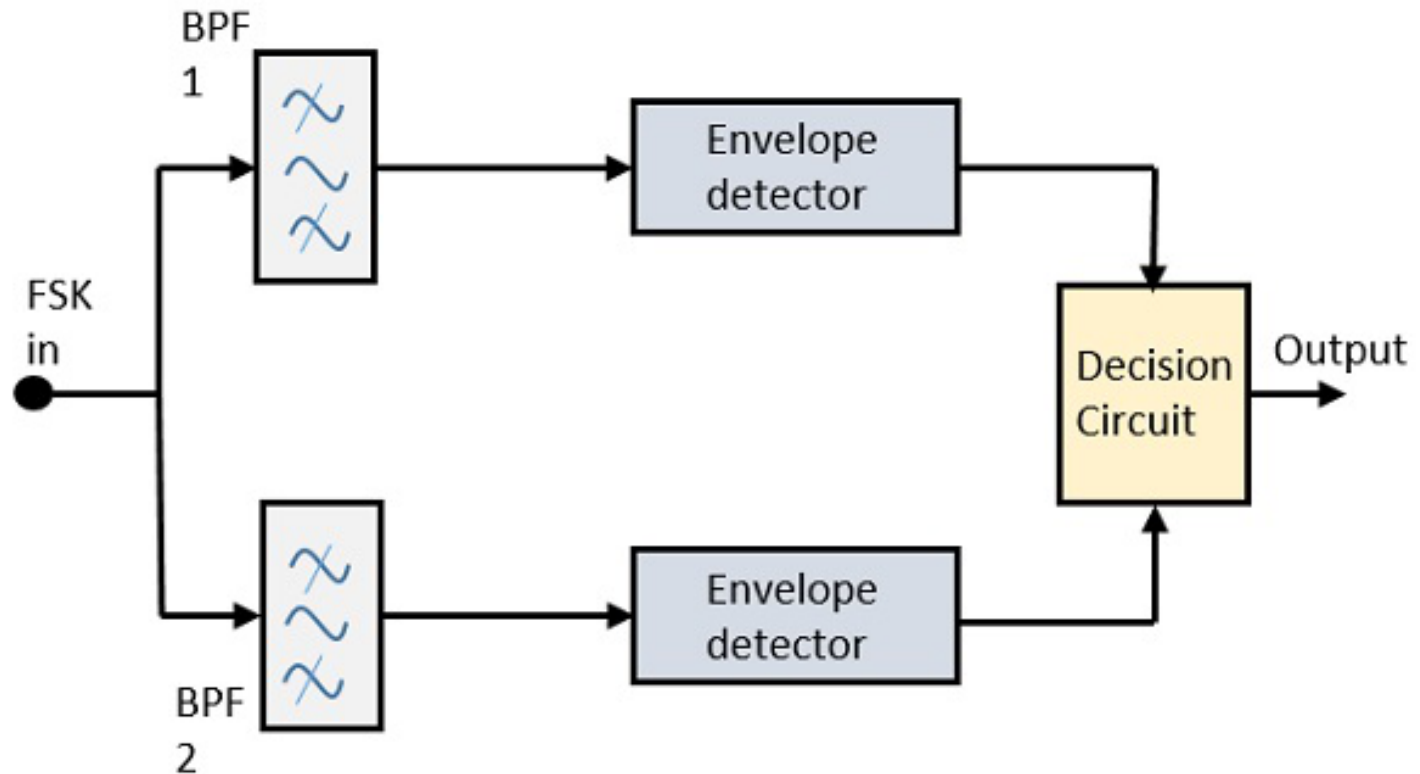 BPF
1
Envelope
detector
FSK
in
Decision
Circuit
Output
Envelope
detector
BPF
2